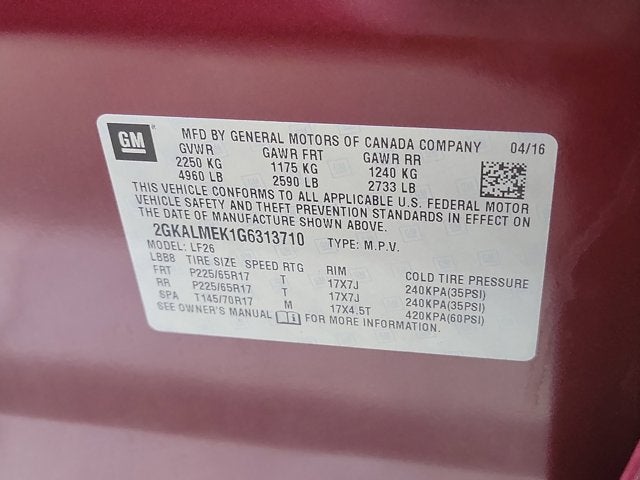 GM
MFD BY GENERAL MOTORS OF CANADA COMPANY 04/16
GVWR GAWR FRT GAWR RR
2250 KG 1175 KG 1240 KG
4960 LB 2590 LB 2733 LB
THIS VEHICLE CONFORMS TO ALL APPLICABLE U.S. FEDERAL MOTOR
VEHICLE SAFETY AND THEFT PREVENTION STANDARDS IN EFFECT ON
THE DATE OF MANUFACTURE SHOWN ABOVE.
2GKALMEK1G6313710 TYPE: M.P.V.
MODEL: LF26
LBBB TIRE SIZE SPEED RTG RIM COLD TIRE PRESSURE
FRT P225/65R17 T 17X7J 240KPA(35PSI)
RR P225/65R17 T 17X7J 240KPA(35PSI)
SPA T145/70R17 M 17X4.5T 420KPA(60PSI)
SEE OWNER'S MANUAL FOR MORE INFORMATION.